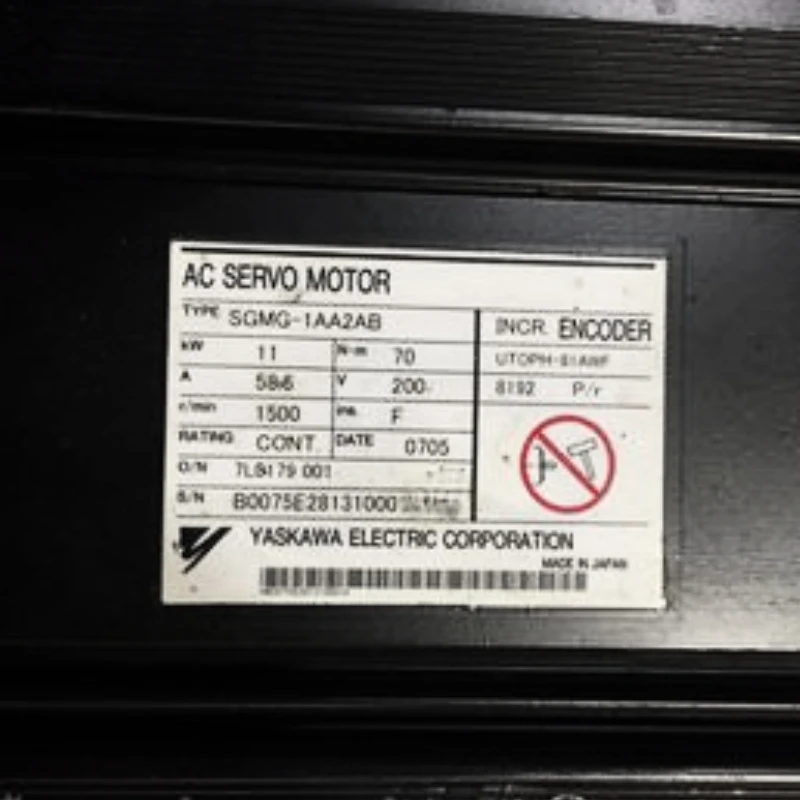 AC SERVO MOTOR
TYPE SGMG-1AA2AB
kW 11 N-m 70
A 58.6 V 200
r/min 1500 ins. F
RATING CONT. DATE 0705
O/N 7L8179 001
S/N B0075E28131000
INCR. ENCODER
UTOPH-81AWF
8192 P/r
YASKAWA ELECTRIC CORPORATION
MADE IN JAPAN